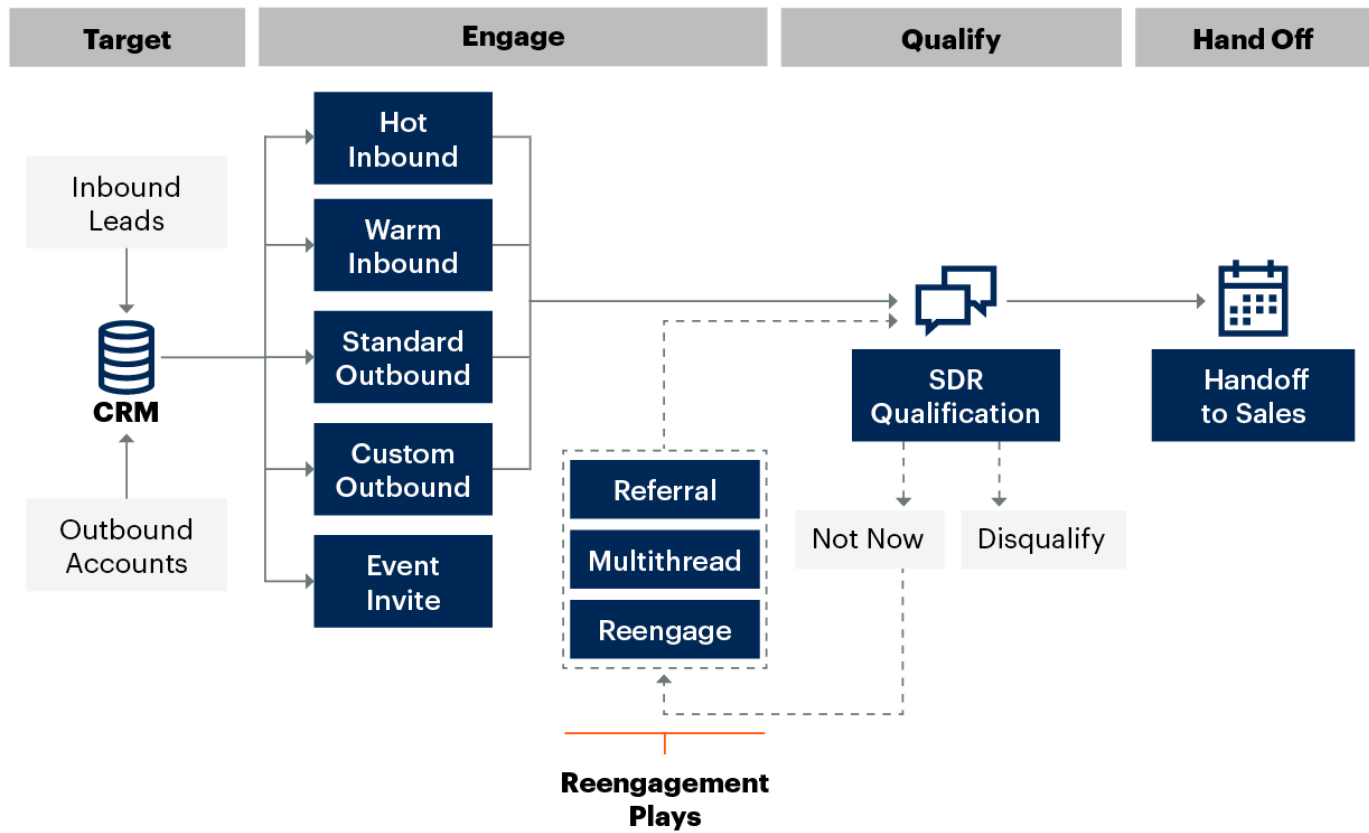 Target
Engage
Qualify
Hand Off
Inbound
Leads
CRM
Outbound
Accounts
Hot
Inbound
Warm
Inbound
Standard
Outbound
Custom
Outbound
Event
Invite
Referral
Multithread
Reengage
Reengagement
Plays
SDR
Qualification
Not Now
Disqualify
Handoff
to Sales